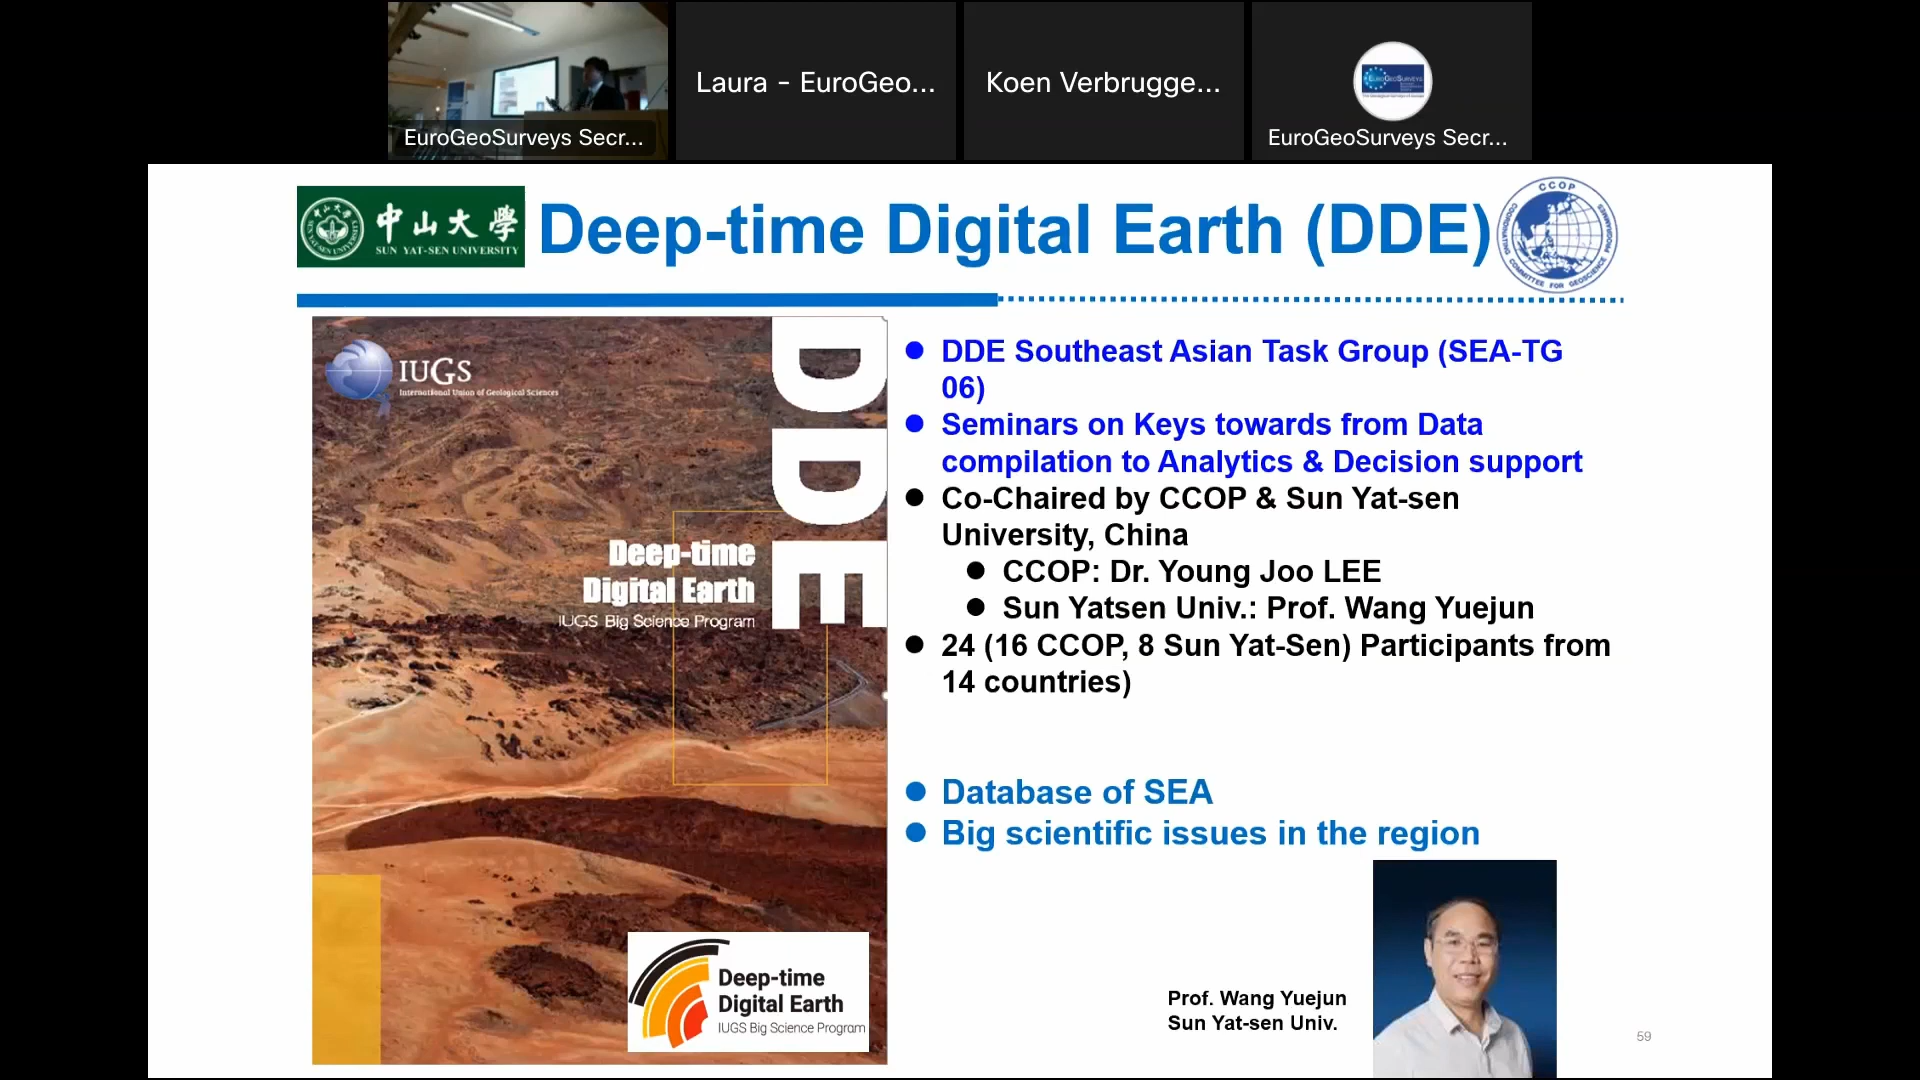 Laura - EuroGeo...
Koen Verbrugge...
EuroGeoSurveys Secr...
EuroGeoSurveys Secr...
中山大學
SUN YAT-SEN UNIVERSITY
Deep-time Digital Earth (DDE)
CCOP
COORDINATING COMMITTEE FOR GEOSCIENCE PROGRAMMES
IUGS
International Union of Geological Sciences
DDE
Deep-time
Digital Earth
IUGS Big Science Program
Deep-time
Digital Earth
IUGS Big Science Program
DDE Southeast Asian Task Group (SEA-TG
06)
Seminars on Keys towards from Data
compilation to Analytics & Decision support
Co-Chaired by CCOP & Sun Yat-sen
University, China
CCOP: Dr. Young Joo LEE
Sun Yatsen Univ.: Prof. Wang Yuejun
24 (16 CCOP, 8 Sun Yat-Sen) Participants from
14 countries)
Database of SEA
Big scientific issues in the region
Prof. Wang Yuejun
Sun Yat-sen Univ.
59